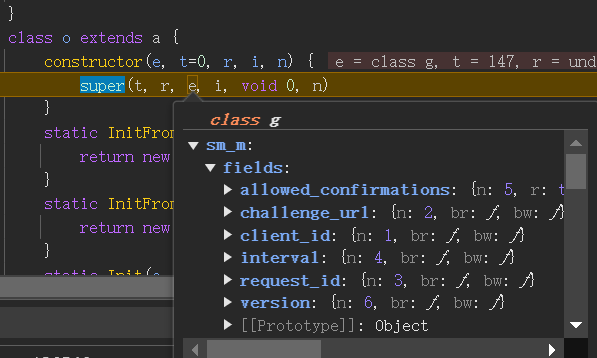 }
class o extends a {
constructor(e, t=0, r, i, n) { e = class g, t = 147, r = und
super(t, r, e, i, void 0, n)
}
static InitFrom
return new
}
static InitFrom
return new
}
static Init(e
class g
▼ sm_m:
▼ fields:
▶ allowed_confirmations: {n: 5, r: t
▶ challenge_url: {n: 2, br: ƒ, bw: ƒ}
▶ client_id: {n: 1, br: ƒ, bw: ƒ}
▶ interval: {n: 4, br: ƒ, bw: ƒ}
▶ request_id: {n: 3, br: ƒ, bw: ƒ}
▶ version: {n: 6, br: ƒ, bw: ƒ}
▶ [[Prototype]]: Object